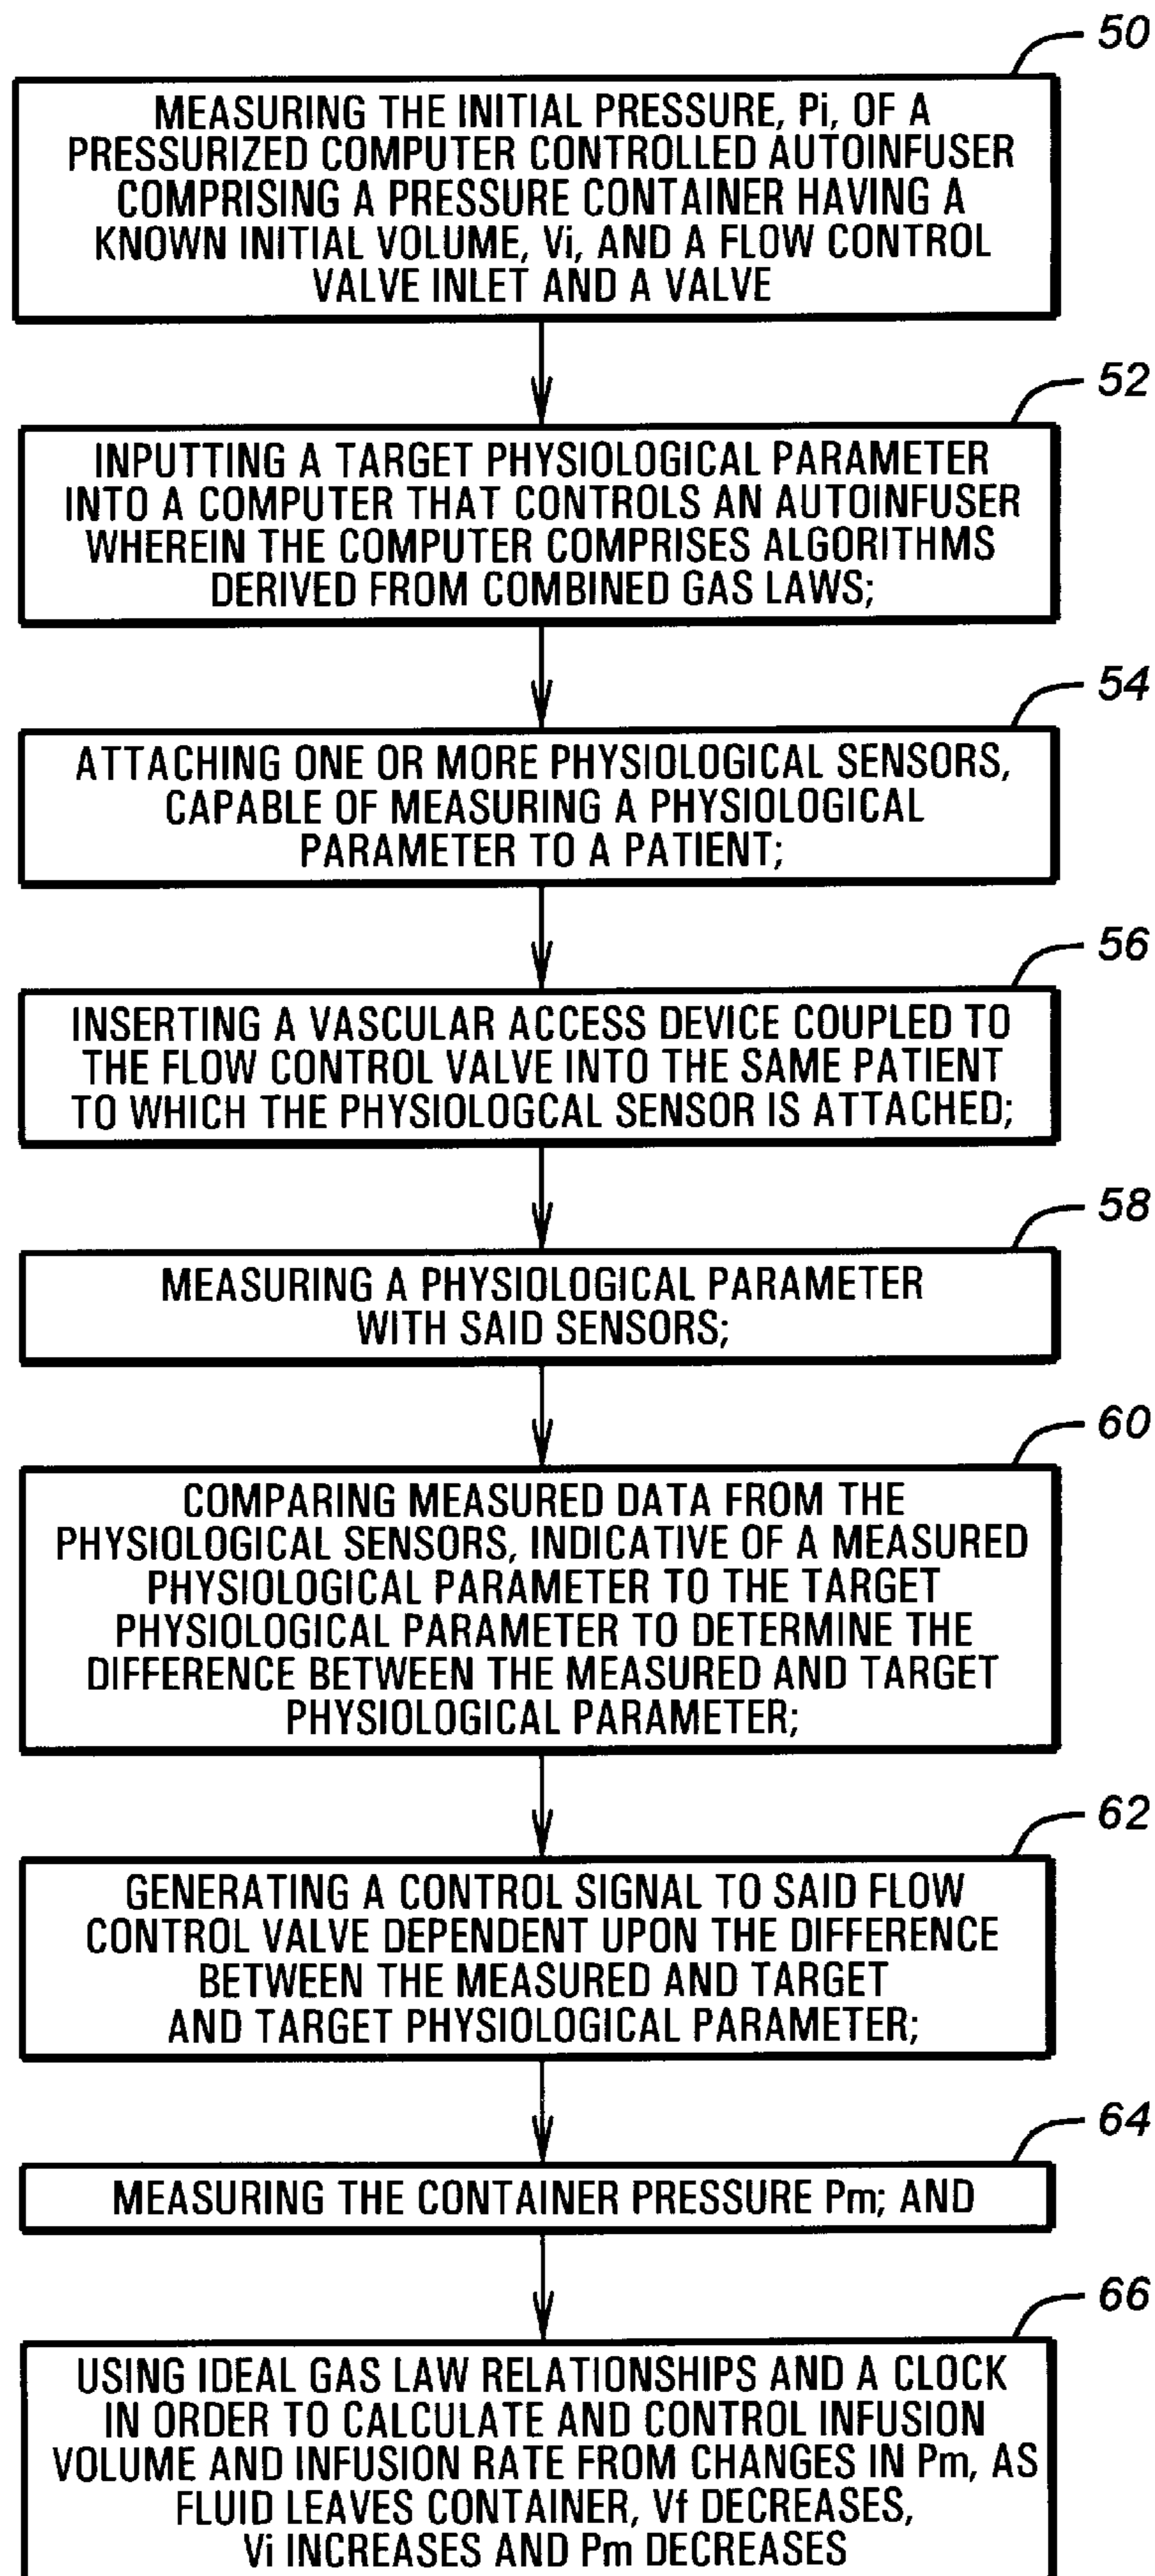 50
MEASURING THE INITIAL PRESSURE, Pi, OF A
PRESSURIZED COMPUTER CONTROLLED AUTOINFUSER
COMPRISING A PRESSURE CONTAINER HAVING A
KNOWN INITIAL VOLUME, Vi, AND A FLOW CONTROL
VALVE INLET AND A VALVE
52
INPUTTING A TARGET PHYSIOLOGICAL PARAMETER
INTO A COMPUTER THAT CONTROLS AN AUTOINFUSER
WHEREIN THE COMPUTER COMPRISES ALGORITHMS
DERIVED FROM COMBINED GAS LAWS;
54
ATTACHING ONE OR MORE PHYSIOLOGICAL SENSORS,
CAPABLE OF MEASURING A PHYSIOLOGICAL
PARAMETER TO A PATIENT;
56
INSERTING A VASCULAR ACCESS DEVICE COUPLED TO
THE FLOW CONTROL VALVE INTO THE SAME PATIENT
TO WHICH THE PHYSIOLOGCAL SENSOR IS ATTACHED;
58
MEASURING A PHYSIOLOGICAL PARAMETER
WITH SAID SENSORS;
60
COMPARING MEASURED DATA FROM THE
PHYSIOLOGICAL SENSORS, INDICATIVE OF A MEASURED
PHYSIOLOGICAL PARAMETER TO THE TARGET
PHYSIOLOGICAL PARAMETER TO DETERMINE THE
DIFFERENCE BETWEEN THE MEASURED AND TARGET
PHYSIOLOGICAL PARAMETER;
62
GENERATING A CONTROL SIGNAL TO SAID FLOW
CONTROL VALVE DEPENDENT UPON THE DIFFERENCE
BETWEEN THE MEASURED AND TARGET
AND TARGET PHYSIOLOGICAL PARAMETER;
64
MEASURING THE CONTAINER PRESSURE Pm; AND
66
USING IDEAL GAS LAW RELATIONSHIPS AND A CLOCK
IN ORDER TO CALCULATE AND CONTROL INFUSION
VOLUME AND INFUSION RATE FROM CHANGES IN Pm, AS
FLUID LEAVES CONTAINER, Vf DECREASES,
Vi INCREASES AND Pm DECREASES